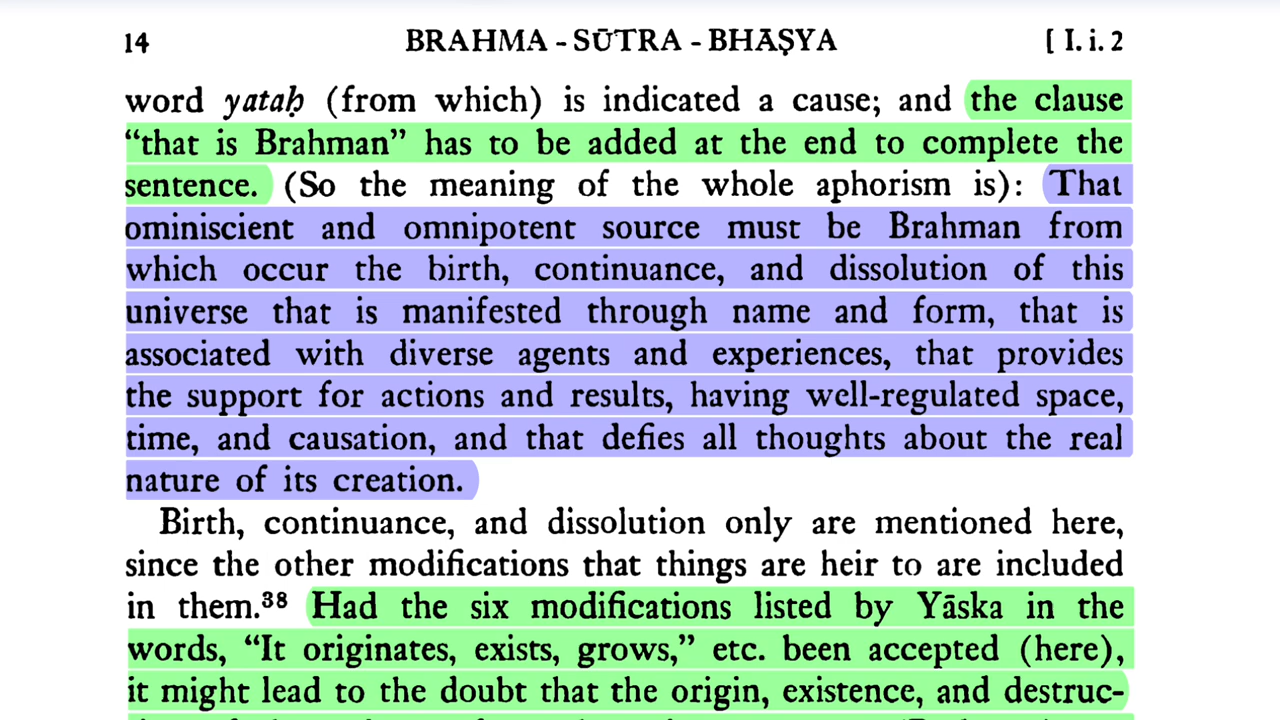 14 BRAHMA - SŪTRA - BHĀṢYA [ I. i. 2
word yataḥ (from which) is indicated a cause; and the clause
“that is Brahman” has to be added at the end to complete the
sentence. (So the meaning of the whole aphorism is): That
ominiscient and omnipotent source must be Brahman from
which occur the birth, continuance, and dissolution of this
universe that is manifested through name and form, that is
associated with diverse agents and experiences, that provides
the support for actions and results, having well-regulated space,
time, and causation, and that defies all thoughts about the real
nature of its creation.
Birth, continuance, and dissolution only are mentioned here,
since the other modifications that things are heir to are included
in them.³⁸ Had the six modifications listed by Yāska in the
words, “It originates, exists, grows,” etc. been accepted (here),
it might lead to the doubt that the origin, existence, and destruc-